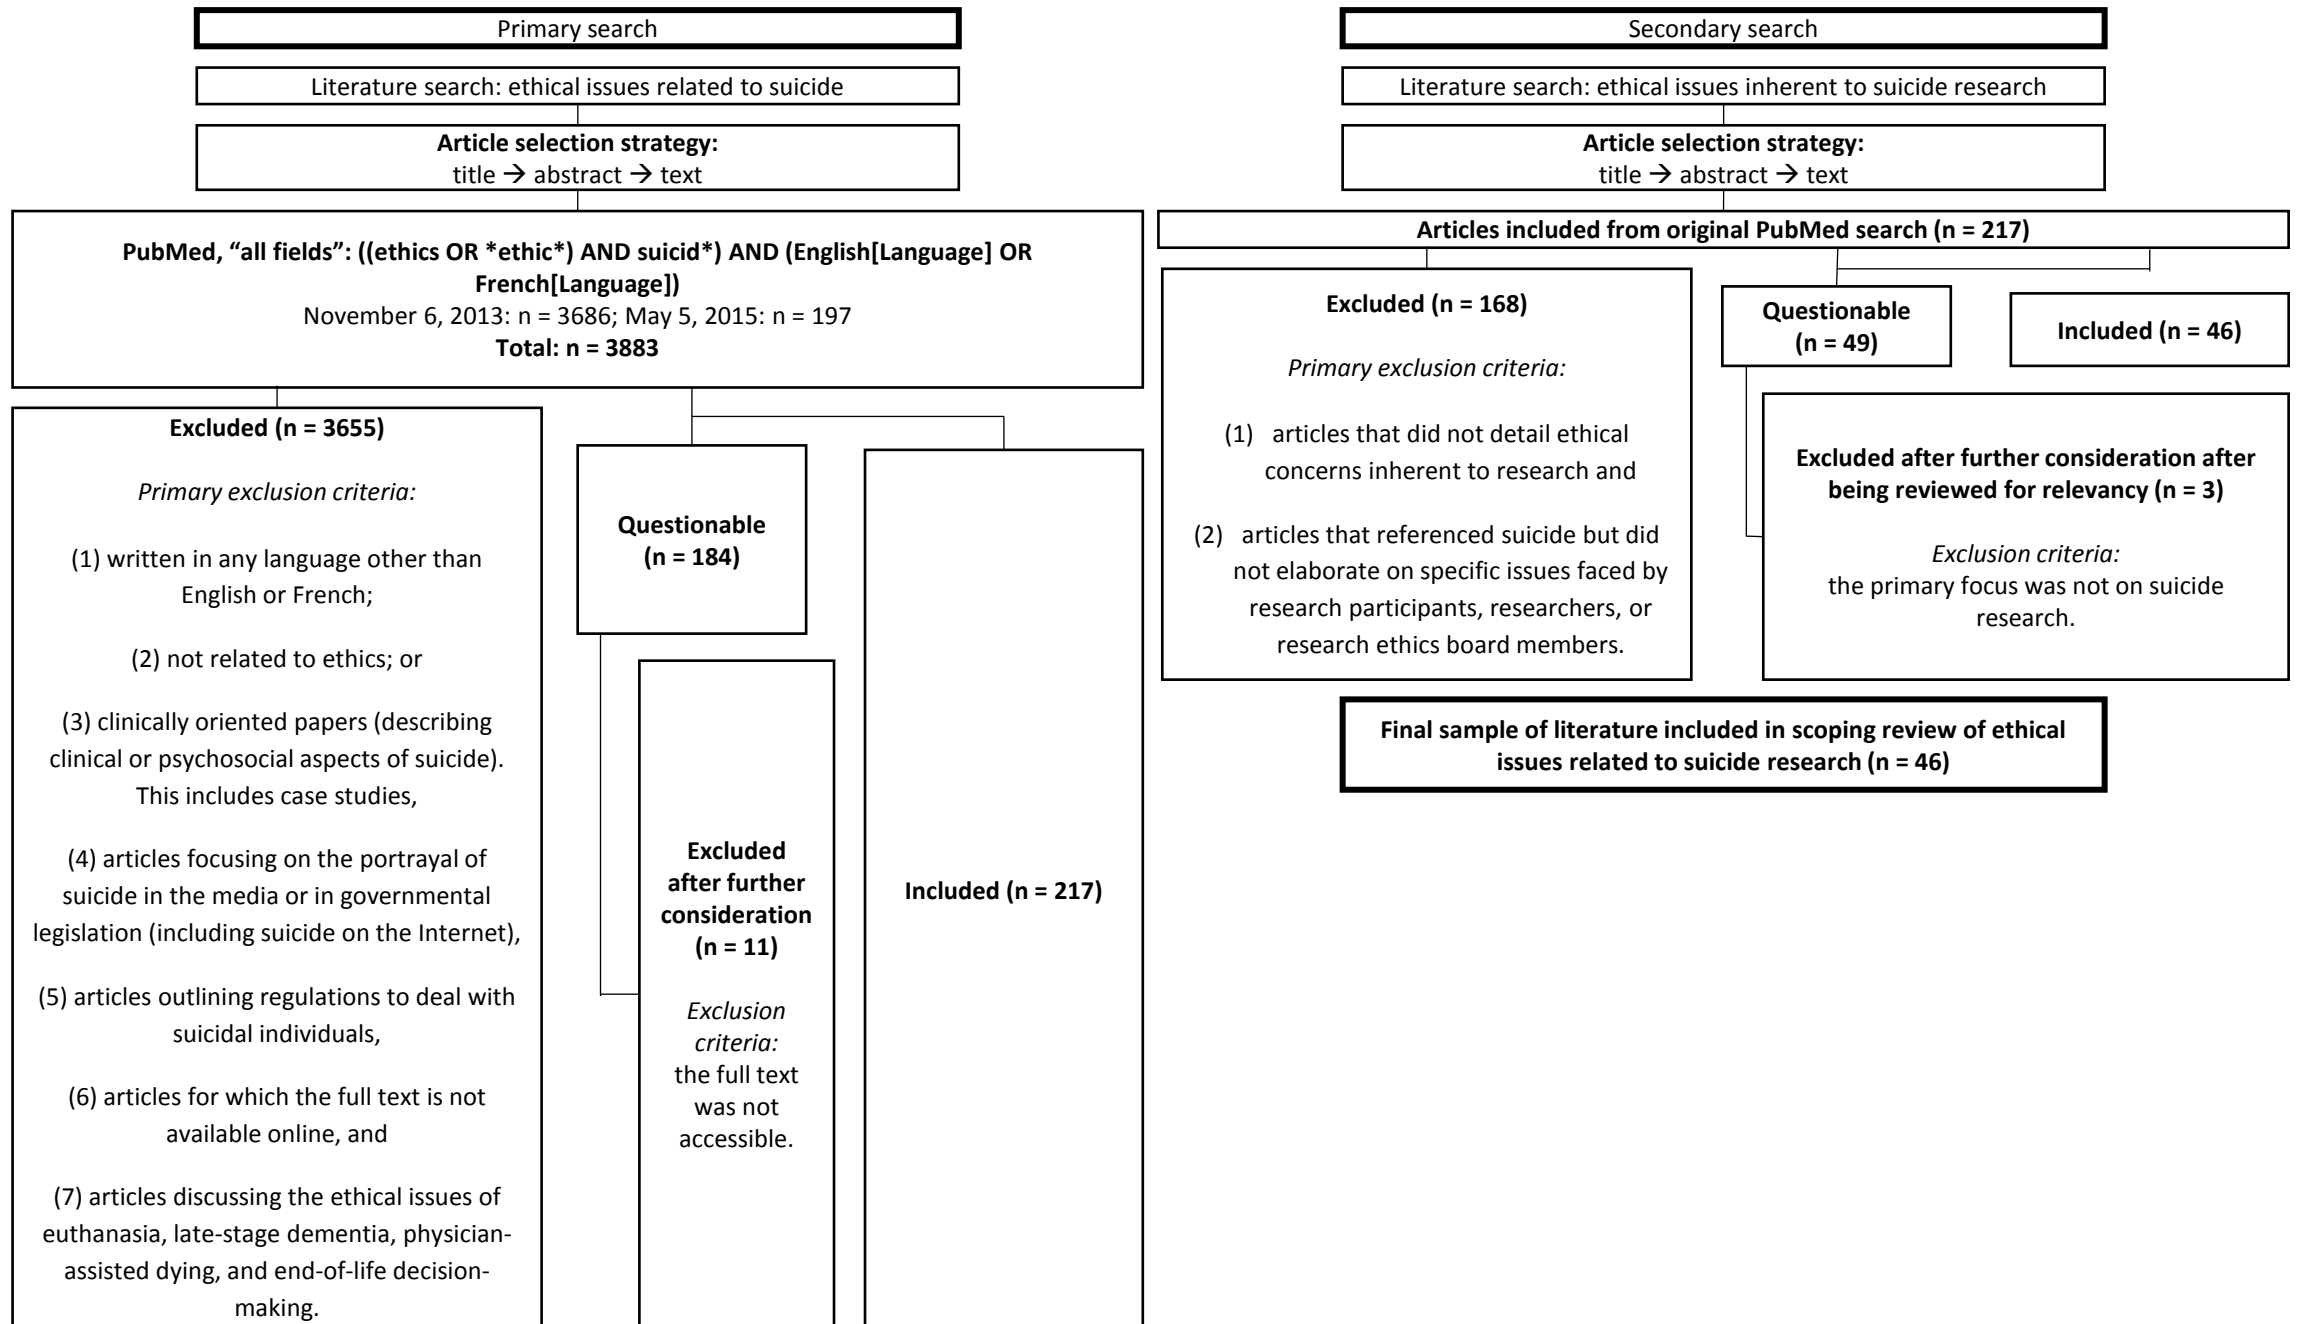 Primary search
Literature search: ethical issues related to suicide
Article selection strategy:
title → abstract → text
PubMed, “all fields”: ((ethics OR *ethic*) AND suicid*) AND (English[Language] OR
French[Language])
November 6, 2013: n = 3686; May 5, 2015: n = 197
Total: n = 3883
Excluded (n = 3655)
Primary exclusion criteria:
(1) written in any language other than
English or French;
(2) not related to ethics; or
(3) clinically oriented papers (describing
clinical or psychosocial aspects of suicide).
This includes case studies,
(4) articles focusing on the portrayal of
suicide in the media or in governmental
legislation (including suicide on the Internet),
(5) articles outlining regulations to deal with
suicidal individuals,
(6) articles for which the full text is not
available online, and
(7) articles discussing the ethical issues of
euthanasia, late-stage dementia, physician-
assisted dying, and end-of-life decision-
making.
Questionable
(n = 184)
Excluded
after further
consideration
(n = 11)
Exclusion
criteria:
the full text
was not
accessible.
Included (n = 217)
Secondary search
Literature search: ethical issues inherent to suicide research
Article selection strategy:
title → abstract → text
Articles included from original PubMed search (n = 217)
Excluded (n = 168)
Primary exclusion criteria:
(1) articles that did not detail ethical
concerns inherent to research and
(2) articles that referenced suicide but did
not elaborate on specific issues faced by
research participants, researchers, or
research ethics board members.
Questionable
(n = 49)
Included (n = 46)
Excluded after further consideration after
being reviewed for relevancy (n = 3)
Exclusion criteria:
the primary focus was not on suicide
research.
Final sample of literature included in scoping review of ethical
issues related to suicide research (n = 46)